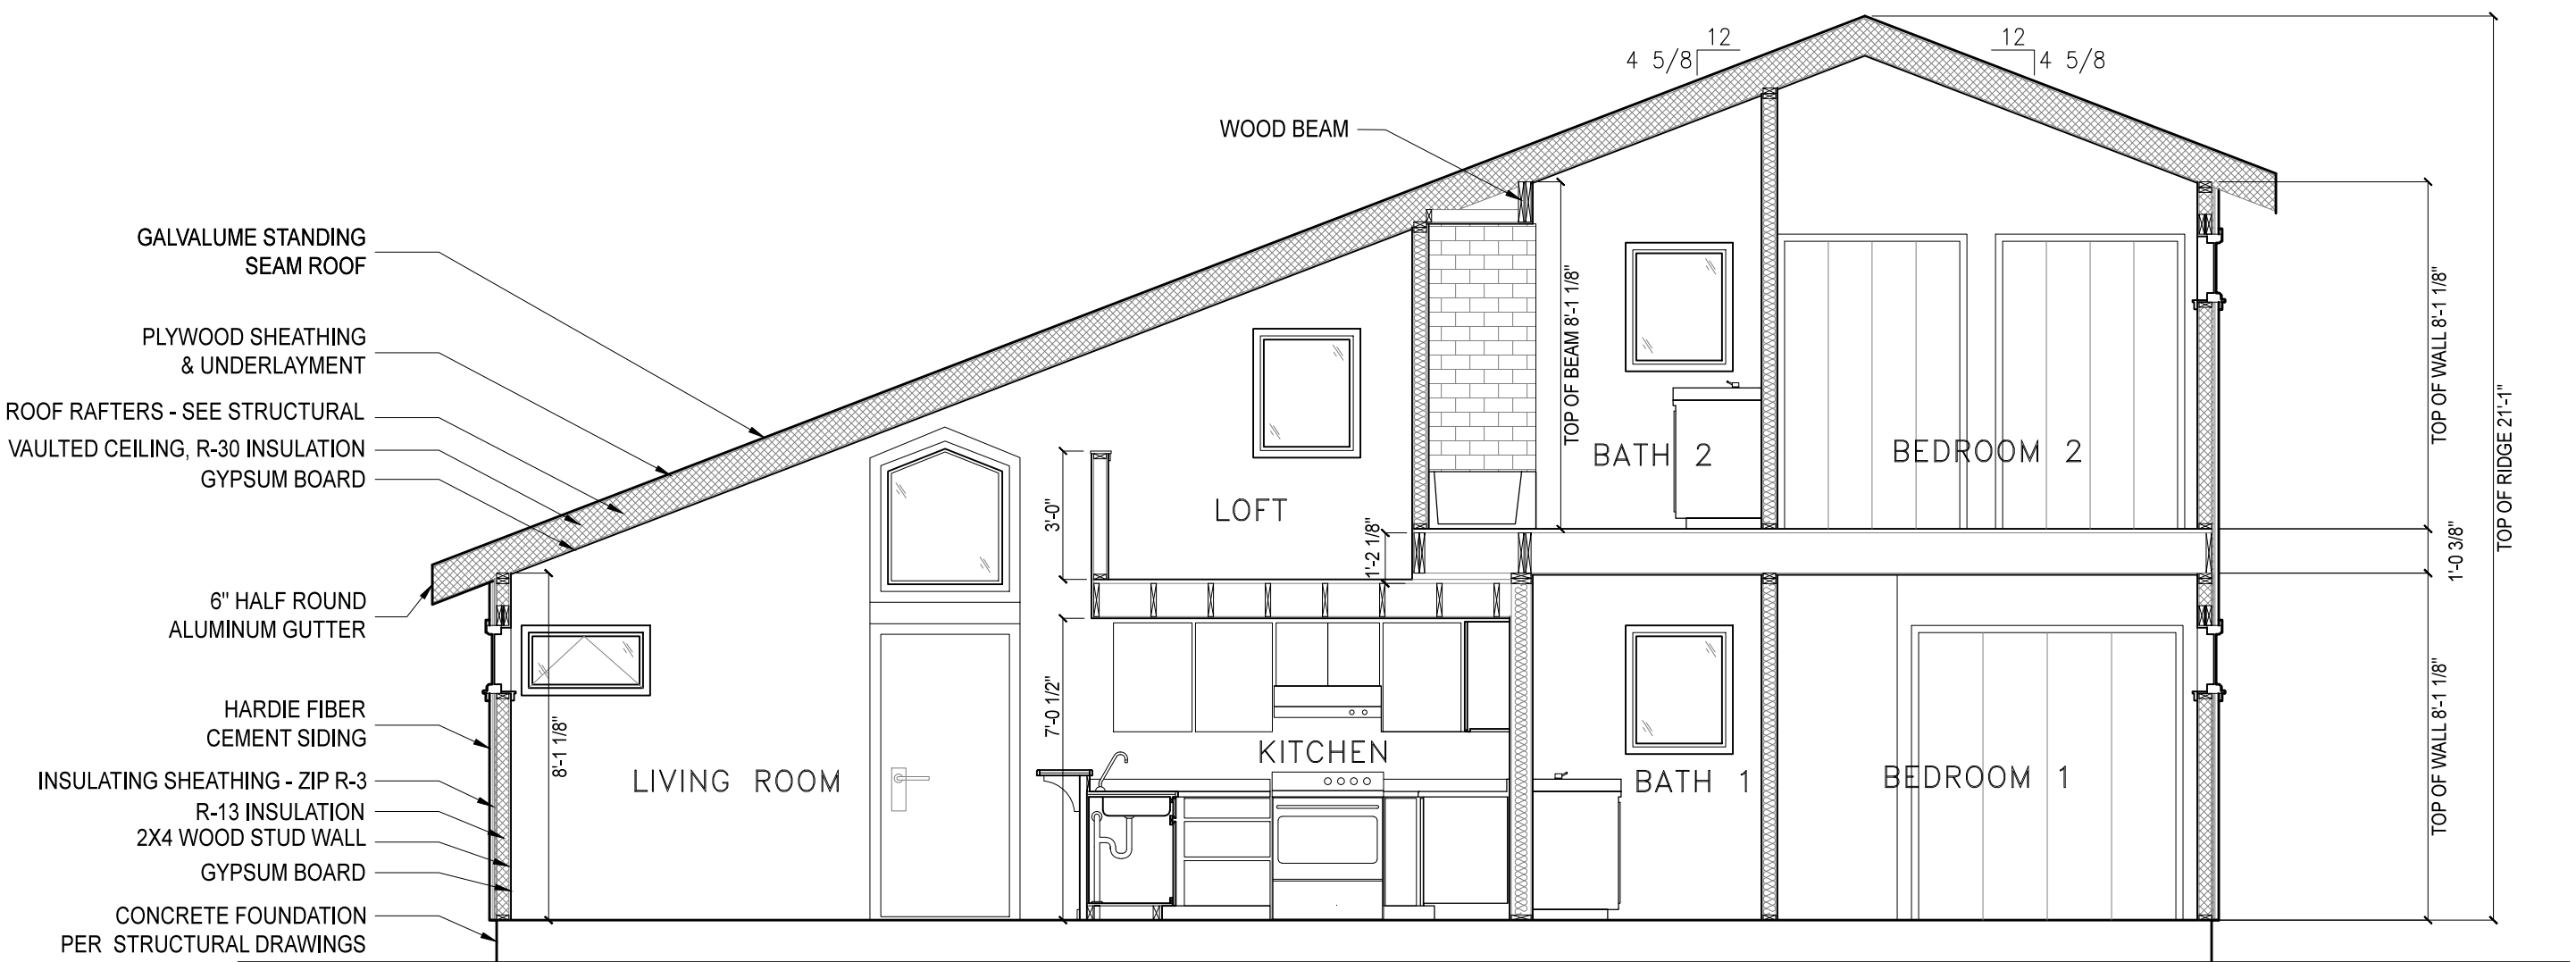 12
4 5/8
12
4 5/8
WOOD BEAM
GALVALUME STANDING
SEAM ROOF
PLYWOOD SHEATHING
& UNDERLAYMENT
ROOF RAFTERS - SEE STRUCTURAL
VAULTED CEILING, R-30 INSULATION
GYPSUM BOARD
6" HALF ROUND
ALUMINUM GUTTER
HARDIE FIBER
CEMENT SIDING
INSULATING SHEATHING - ZIP R-3
R-13 INSULATION
2X4 WOOD STUD WALL
GYPSUM BOARD
CONCRETE FOUNDATION
PER STRUCTURAL DRAWINGS
8'-1 1/8"
LIVING ROOM
3'-0"
7'-0 1/2"
LOFT
KITCHEN
1'-2 1/8"
TOP OF BEAM 8'-1 1/8"
BATH 2
BEDROOM 2
BATH 1
BEDROOM 1
TOP OF WALL 8'-1 1/8"
1'-0 3/8"
TOP OF WALL 8'-1 1/8"
TOP OF RIDGE 21'-1"